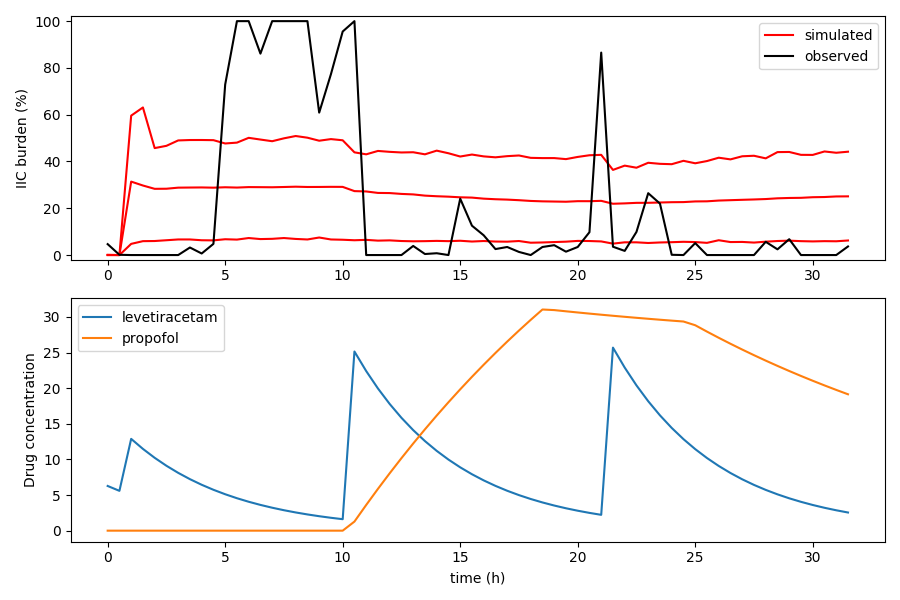 100
80
60
40
20
0
IIC burden (%)
simulated
observed
0 5 10 15 20 25 30
30
25
20
15
10
5
0
Drug concentration
levetiracetam
propofol
0 5 10 15 20 25 30
time (h)